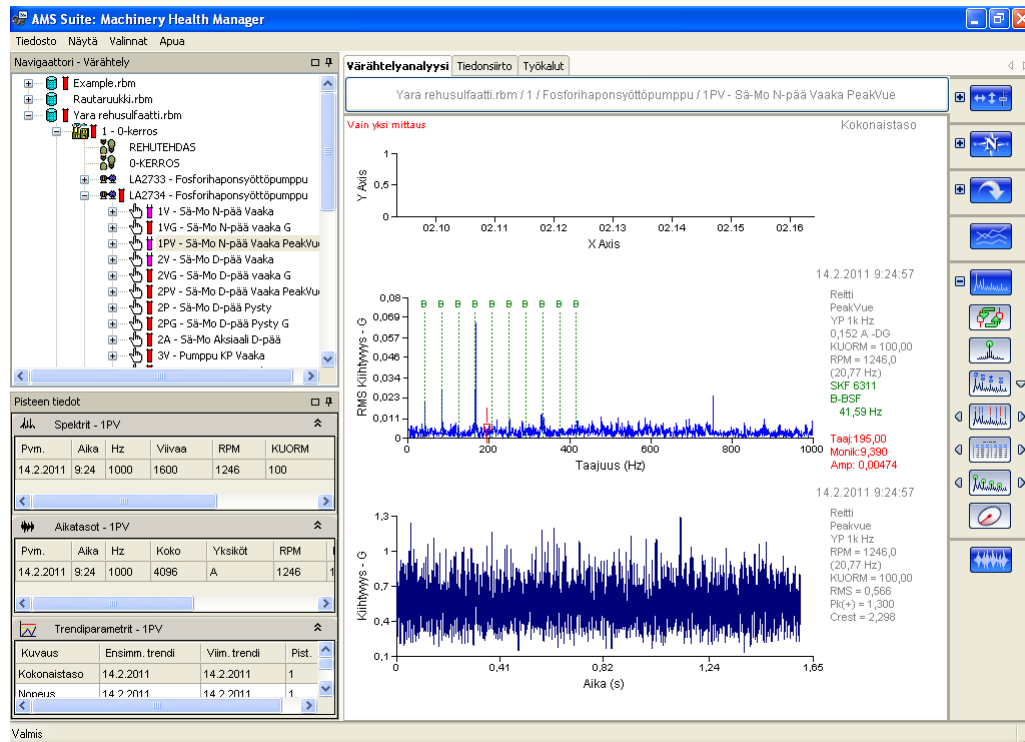 AMS Suite: Machinery Health Manager
Tiedosto Näytä Valinnat Apua
Navigaattori - Värähtely
Example.rbm
Rautaruukki.rbm
Yara rehusulfaatti.rbm
1 - 0-kerros
REHUTEHDAS
0-KERROS
LA2733 - Fosforihaponsyöttöpumppu
LA2734 - Fosforihaponsyöttöpumppu
1V - Sä-Mo N-pää Vaaka
1VG - Sä-Mo N-pää vaaka G
1PV - Sä-Mo N-pää Vaaka PeakVue
2V - Sä-Mo D-pää Vaaka
2VG - Sä-Mo D-pää vaaka G
2PV - Sä-Mo D-pää Vaaka PeakVu
2P - Sä-Mo D-pää Pysty
2PG - Sä-Mo D-pää Pysty G
2A - Sä-Mo Aksiaali D-pää
3V - Pumppu KP Vaaka
Pisteen tiedot
Spektrit - 1PV
Pvm. Aika Hz Viivaa RPM KUORM
14.2.2011 9:24 1000 1600 1246 100
Aikatasot - 1PV
Pvm. Aika Hz Koko Yksiköt RPM
14.2.2011 9:24 1000 4096 A 1246 1
Trendiparametrit - 1PV
Kuvaus Ensimm. trendi Viim. trendi Pist.
Kokonaistaso 14.2.2011 14.2.2011 1
Nopeus 14.2.2011 14.2.2011 1
Valmis
Värähtelyanalyysi Tiedonsiirto Työkalut
Yara rehusulfaatti.rbm / 1 / Fosforihaponsyöttöpumppu / 1PV - Sä-Mo N-pää Vaaka PeakVue
Vain yksi mittaus Kokonaistaso
Y Axis
1
0.5
0
02.10 02.11 02.12 02.13 02.14 02.15 02.16
X Axis
14.2.2011 9:24:57
Reitti
PeakVue
YP 1k Hz
0,152 A -DG
KUORM = 100,00
RPM = 1246,0
(20,77 Hz)
SKF 6311
B-BSF
41,59 Hz
Taaj:195,00
Monik:9,390
Amp: 0,00474
RMS Kiihtyvyys - G
B B B B B B B B B B
0,08
0,069
0,057
0,046
0,034
0,023
0,011
0
0 200 400 600 800 1000
Taajuus (Hz)
14.2.2011 9:24:57
Reitti
Peakvue
YP 1k Hz
RPM = 1246,0
(20,77 Hz)
KUORM = 100,00
RMS = 0,566
Pk(+) = 1,300
Crest = 2,298
Kiihtyvyys - G
1,3
1
0,7
0,4
0,1
0 0,41 0,82 1,24 1,65
Aika (s)